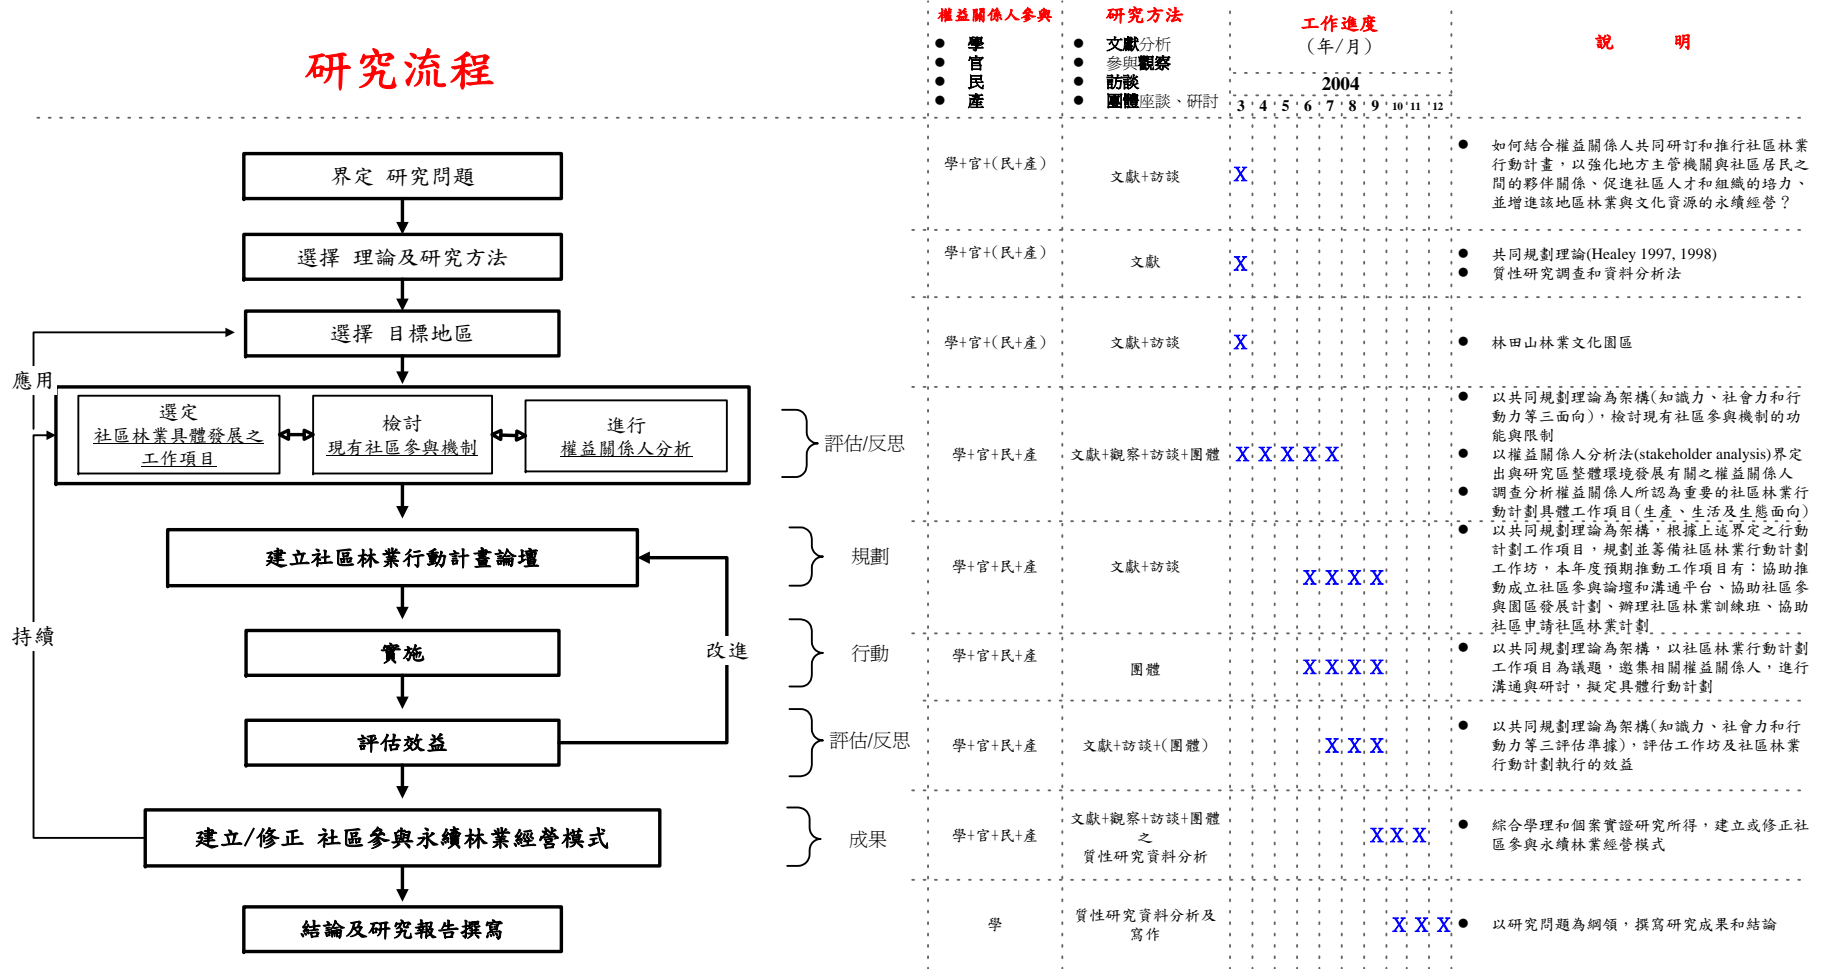 研究流程
權益關係人參與
● 學
● 官
● 民
● 產
研究方法
● 文獻分析
● 參與觀察
● 訪談
● 團體座談、研討
工作進度
(年/月)
2004
3 4 5 6 7 8 9 10 11 12
說 明
界定 研究問題
學+官+(民+產)
文獻+訪談
X
● 如何結合權益關係人共同研訂和推行社區林業
行動計畫，以強化地方主管機關與社區居民之
間的夥伴關係、促進社區人才和組織的培力、
並增進該地區林業與文化資源的永續經營？
選擇 理論及研究方法
學+官+(民+產)
文獻
X
● 共同規劃理論(Healey 1997, 1998)
● 質性研究調查和資料分析法
選擇 目標地區
學+官+(民+產)
文獻+訪談
X
● 林田山林業文化園區
應用
選定
社區林業具體發展之
工作項目
檢討
現有社區參與機制
進行
權益關係人分析
評估/反思
學+官+民+產
文獻+觀察+訪談+團體
X X X X X
● 以共同規劃理論為架構(知識力、社會力和行
動力等三面向)，檢討現有社區參與機制的功
能與限制
● 以權益關係人分析法(stakeholder analysis)界定
出與研究區整體環境發展有關之權益關係人
● 調查分析權益關係人所認為重要的社區林業行
動計劃具體工作項目(生產、生活及生態面向)
建立社區林業行動計畫論壇
規劃
學+官+民+產
文獻+訪談
X X X X
● 以共同規劃理論為架構，根據上述界定之行動
計劃工作項目，規劃並籌備社區林業行動計劃
工作坊，本年度預期推動工作項目有：協助推
動成立社區參與論壇和溝通平台、協助社區參
與園區發展計劃、辦理社區林業訓練班、協助
社區申請社區林業計劃
持續
實施
改進
行動
學+官+民+產
團體
X X X X
● 以共同規劃理論為架構，以社區林業行動計劃
工作項目為議題，邀集相關權益關係人，進行
溝通與研討，擬定具體行動計劃
評估效益
評估/反思
學+官+民+產
文獻+訪談+(團體)
X X X
● 以共同規劃理論為架構(知識力、社會力和行
動力等三評估準據)，評估工作坊及社區林業
行動計劃執行的效益
建立/修正 社區參與永續林業經營模式
成果
學+官+民+產
文獻+觀察+訪談+團體
之
質性研究資料分析
X X X
● 綜合學理和個案實證研究所得，建立或修正社
區參與永續林業經營模式
結論及研究報告撰寫
學
質性研究資料分析及
寫作
X X X
● 以研究問題為綱領，撰寫研究成果和結論